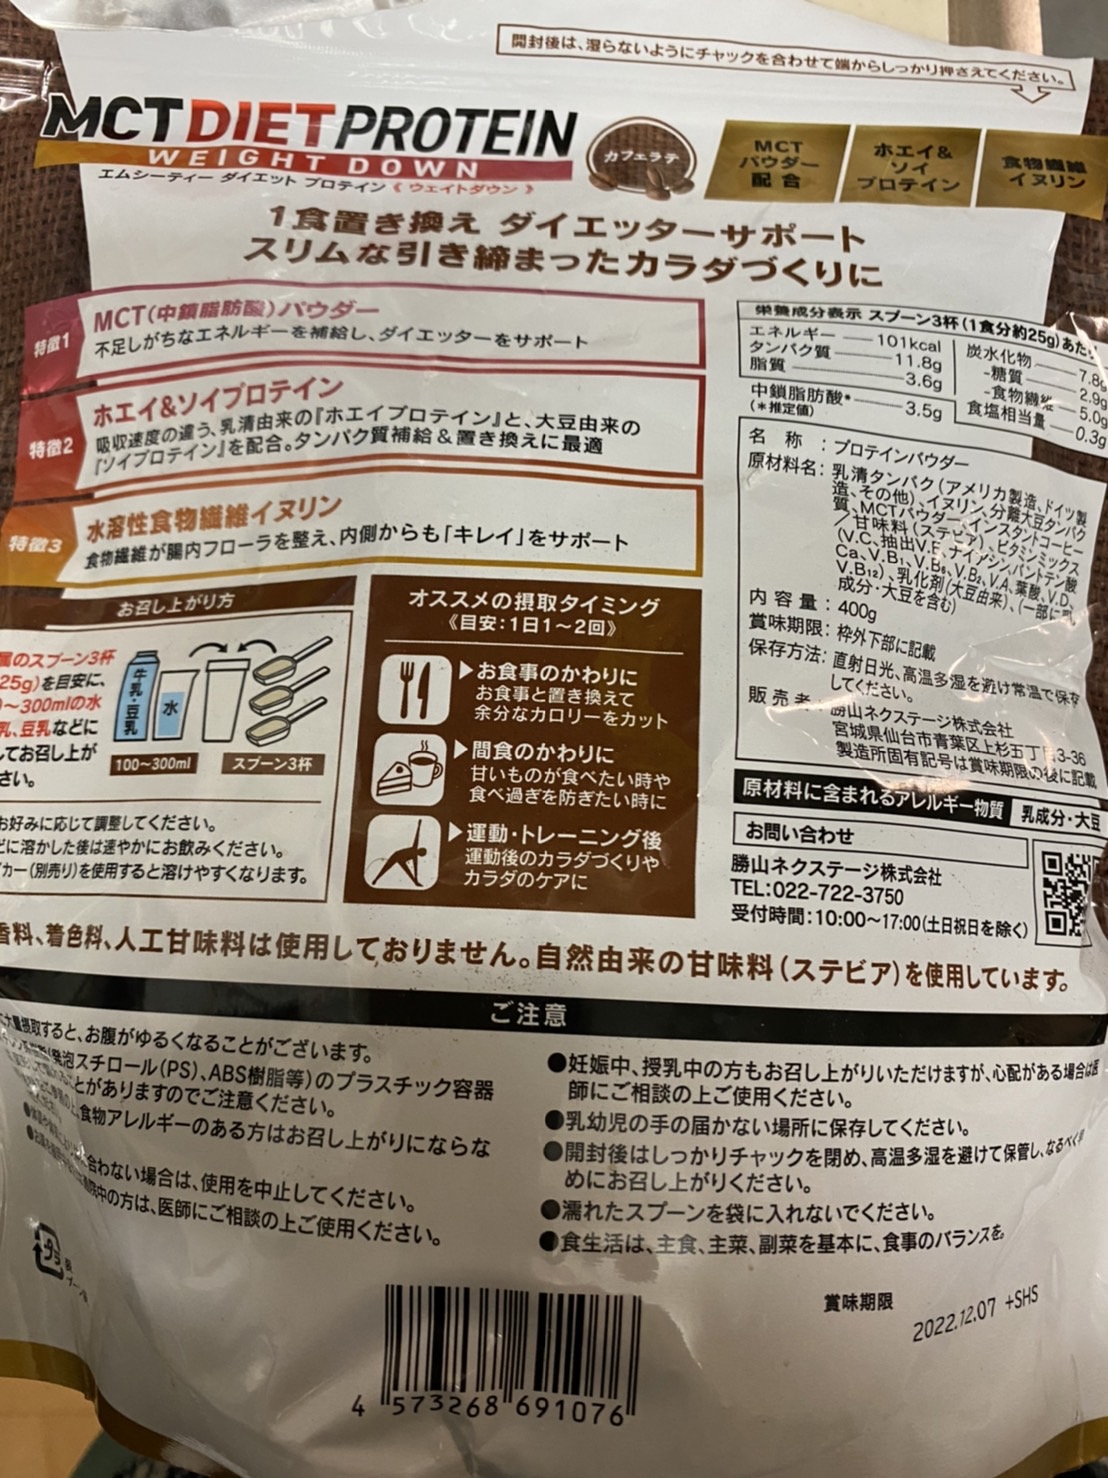 開封後は、湿らないようにチャックを合わせて端からしっかり押さえてください。
MCT DIET PROTEIN
WEIGHT DOWN
エムシーティー ダイエット プロテイン《 ウェイトダウン 》
カフェラテ
MCT
パウダー
配合
ホエイ&
ソイ
プロテイン
食物繊維
イヌリン
1食置き換え ダイエッターサポート
スリムな引き締まったカラダづくりに
特徴1
MCT(中鎖脂肪酸)パウダー
不足しがちなエネルギーを補給し、ダイエッターをサポート
特徴2
ホエイ&ソイプロテイン
吸収速度の違う、乳清由来の『ホエイプロテイン』と、大豆由来の
『ソイプロテイン』を配合。タンパク質補給&置き換えに最適
特徴3
水溶性食物繊維イヌリン
食物繊維が腸内フローラを整え、内側からも「キレイ」をサポート
栄養成分表示 スプーン3杯(1食分約25g)あた
エネルギー 101kcal
タンパク質 11.8g
脂質 3.6g
中鎖脂肪酸* 3.5g
(*推定値)
炭水化物 7.8g
-糖質 2.9g
-食物繊維 5.0g
食塩相当量 0.3g
名称:プロテインパウダー
原材料名:乳清タンパク(アメリカ製造、ドイツ製
造、その他)、イヌリン、分離大豆タンパク
質、MCTパウダー、インスタントコーヒー
/甘味料(ステビア)、ビタミンミックス
(V.C、抽出V.E、ナイアシン、パントテン酸
Ca、V.B₁、V.B₆、V.B₂、V.A、葉酸、V.D、
V.B₁₂)、乳化剤(大豆由来)、(一部に乳
成分・大豆を含む)
内容量:400g
賞味期限:枠外下部に記載
保存方法:直射日光、高温多湿を避け常温で保存
してください。
販売者:勝山ネクステージ株式会社
宮城県仙台市青葉区上杉五丁目3-36
製造所固有記号は賞味期限の後に記載
原材料に含まれるアレルギー物質 乳成分・大豆
お問い合わせ
勝山ネクステージ株式会社
TEL:022-722-3750
受付時間:10:00〜17:00(土日祝日を除く)
お召し上がり方
属のスプーン3杯
25g)を目安に、
〜300mlの水
乳、豆乳などに
してお召し上が
さい。
牛乳・豆乳
水
100〜300ml
スプーン3杯
お好みに応じて調整してください。
に溶かした後は速やかにお飲みください。
カー(別売り)を使用すると溶けやすくなります。
オススメの摂取タイミング
《目安:1日1〜2回》
お食事のかわりに
お食事と置き換えて
余分なカロリーをカット
間食のかわりに
甘いものが食べたい時や
食べ過ぎを防ぎたい時に
運動・トレーニング後
運動後のカラダづくりや
カラダのケアに
香料、着色料、人工甘味料は使用しておりません。自然由来の甘味料(ステビア)を使用しています。
ご注意
大量摂取すると、お腹がゆるくなることがございます。
(発泡スチロール(PS)、ABS樹脂等)のプラスチック容器
とがありますのでご注意ください。
食物アレルギーのある方はお召し上がりにならな
合わない場合は、使用を中止してください。
中の方は、医師にご相談の上ご使用ください。
●妊娠中、授乳中の方もお召し上がりいただけますが、心配がある場合は医
師にご相談の上ご使用ください。
●乳幼児の手の届かない場所に保存してください。
●開封後はしっかりチャックを閉め、高温多湿を避けて保管し、なるべく早
めにお召し上がりください。
●濡れたスプーンを袋に入れないでください。
●食生活は、主食、主菜、副菜を基本に、食事のバランスを。
プラ
賞味期限
2022.12.07 +SHS
4 573268 691076